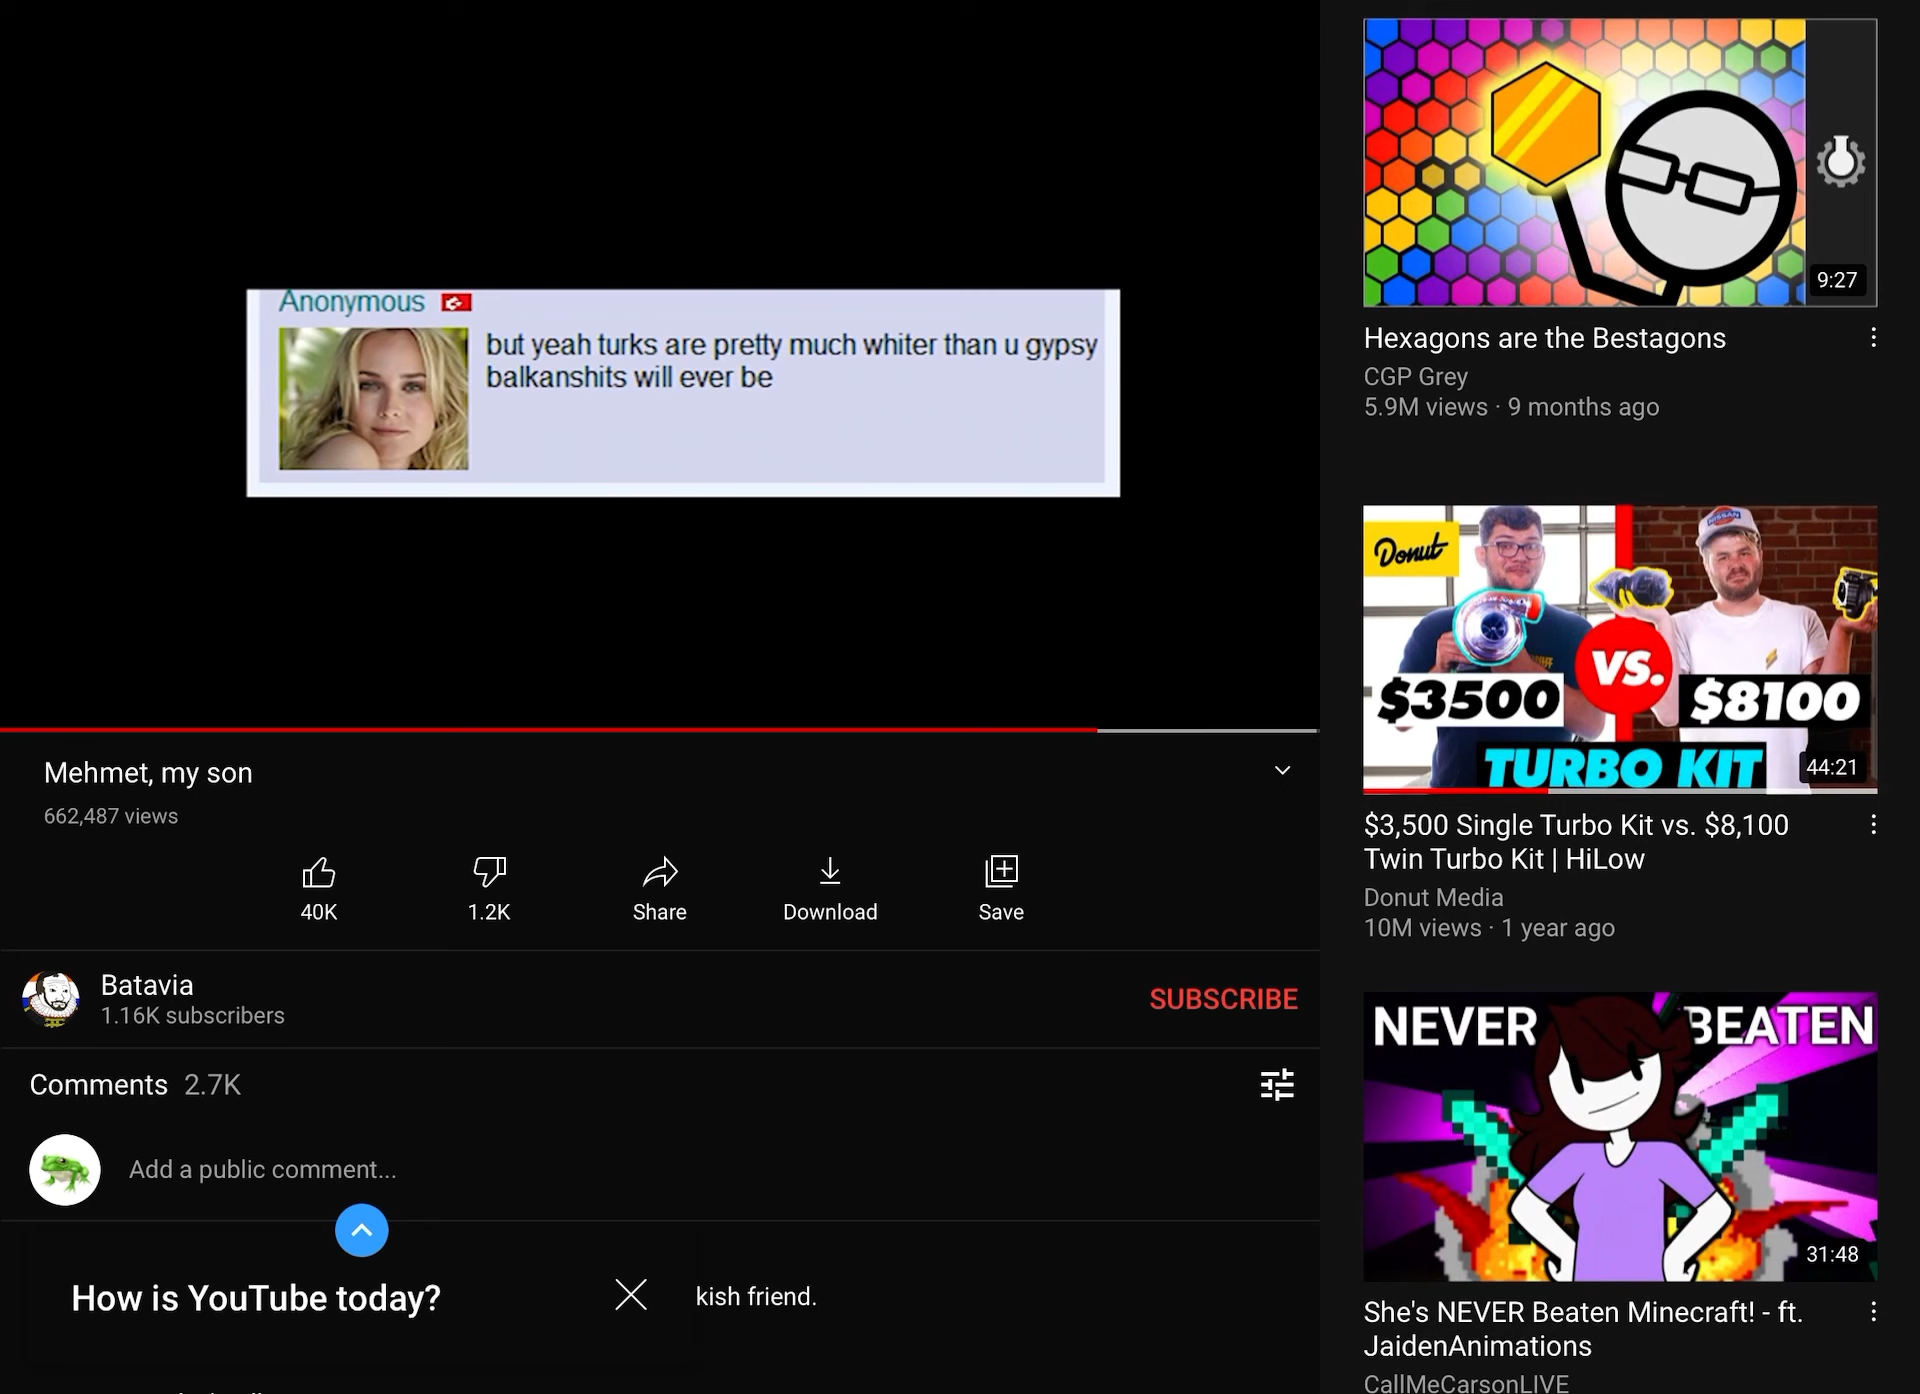 Anonymous
but yeah turks are pretty much whiter than u gypsy
balkanshits will ever be
Mehmet, my son
662,487 views
40K
1.2K
Share
Download
Save
Batavia
1.16K subscribers
SUBSCRIBE
Comments 2.7K
Add a public comment...
How is YouTube today?
kish friend.
9:27
Hexagons are the Bestagons
CGP Grey
5.9M views · 9 months ago
Donut
NISSAN
$3500
VS.
$8100
TURBO KIT
44:21
$3,500 Single Turbo Kit vs. $8,100
Twin Turbo Kit | HiLow
Donut Media
10M views · 1 year ago
NEVER BEATEN
31:48
She's NEVER Beaten Minecraft! - ft.
JaidenAnimations
CallMeCarsonLIVE